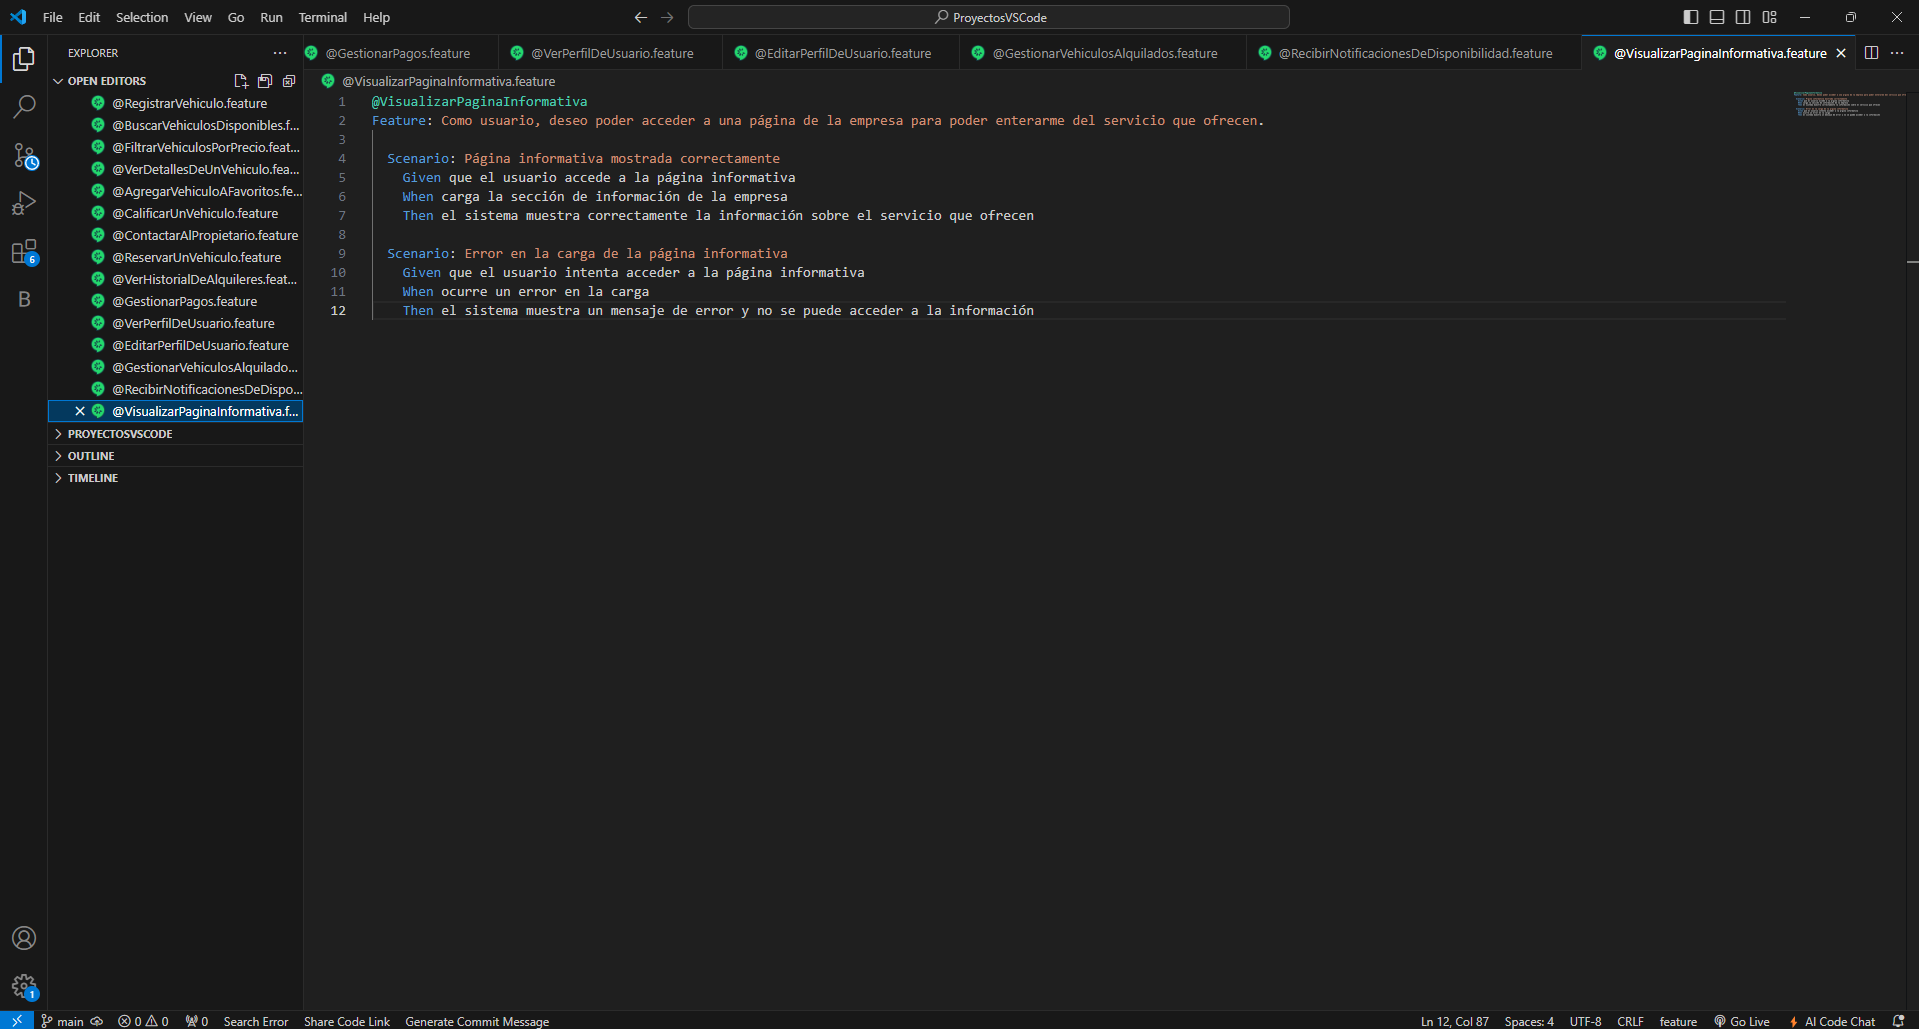 File Edit Selection View Go Run Terminal Help
ProyectosVSCode
EXPLORER
@GestionarPagos.feature
@VerPerfilDeUsuario.feature
@EditarPerfilDeUsuario.feature
@GestionarVehiculosAlquilados.feature
@RecibirNotificacionesDeDisponibilidad.feature
@VisualizarPaginaInformativa.feature
OPEN EDITORS
@RegistrarVehiculo.feature
@BuscarVehiculosDisponibles.f...
@FiltrarVehiculosPorPrecio.feat...
@VerDetallesDeUnVehiculo.fea...
@AgregarVehiculoAFavoritos.fe...
@CalificarUnVehiculo.feature
@ContactarAlPropietario.feature
@ReservarUnVehiculo.feature
@VerHistorialDeAlquileres.feat...
@GestionarPagos.feature
@VerPerfilDeUsuario.feature
@EditarPerfilDeUsuario.feature
@GestionarVehiculosAlquilado...
@RecibirNotificacionesDeDispo...
@VisualizarPaginaInformativa.f...
PROYECTOSVSCODE
OUTLINE
TIMELINE
6
B
1
@VisualizarPaginaInformativa.feature
1 @VisualizarPaginaInformativa
2 Feature: Como usuario, deseo poder acceder a una página de la empresa para poder enterarme del servicio que ofrecen.
3
4 Scenario: Página informativa mostrada correctamente
5 Given que el usuario accede a la página informativa
6 When carga la sección de información de la empresa
7 Then el sistema muestra correctamente la información sobre el servicio que ofrecen
8
9 Scenario: Error en la carga de la página informativa
10 Given que el usuario intenta acceder a la página informativa
11 When ocurre un error en la carga
12 Then el sistema muestra un mensaje de error y no se puede acceder a la información
main 0 0 0 Search Error Share Code Link Generate Commit Message
Ln 12, Col 87 Spaces: 4 UTF-8 CRLF feature Go Live AI Code Chat